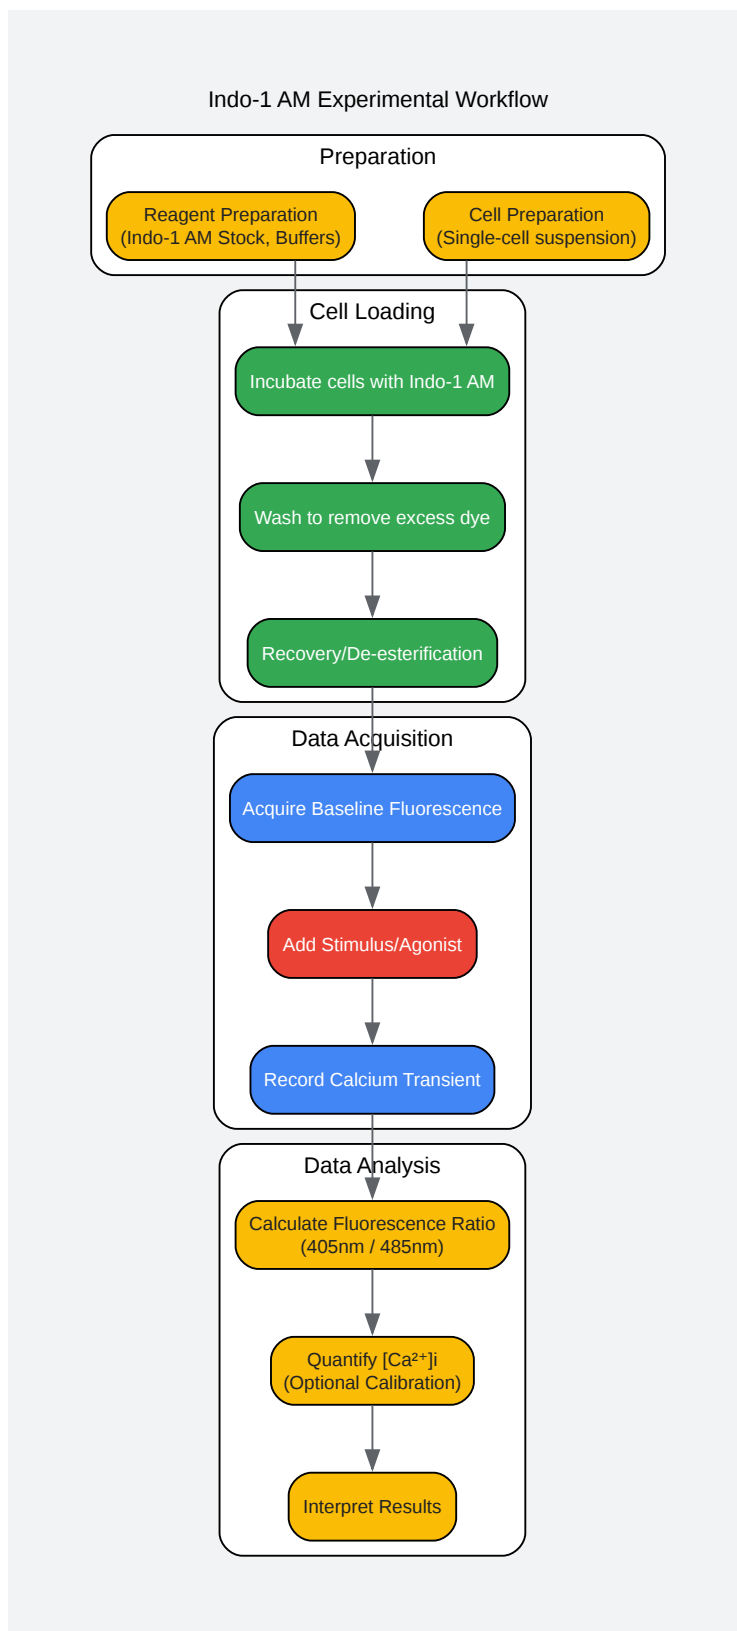 Indo-1 AM Experimental Workflow
Preparation
Reagent Preparation
(Indo-1 AM Stock, Buffers)
Cell Preparation
(Single-cell suspension)
Cell Loading
Incubate cells with Indo-1 AM
Wash to remove excess dye
Recovery/De-esterification
Data Acquisition
Acquire Baseline Fluorescence
Add Stimulus/Agonist
Record Calcium Transient
Data Analysis
Calculate Fluorescence Ratio
(405nm / 485nm)
Quantify [Ca²⁺]i
(Optional Calibration)
Interpret Results